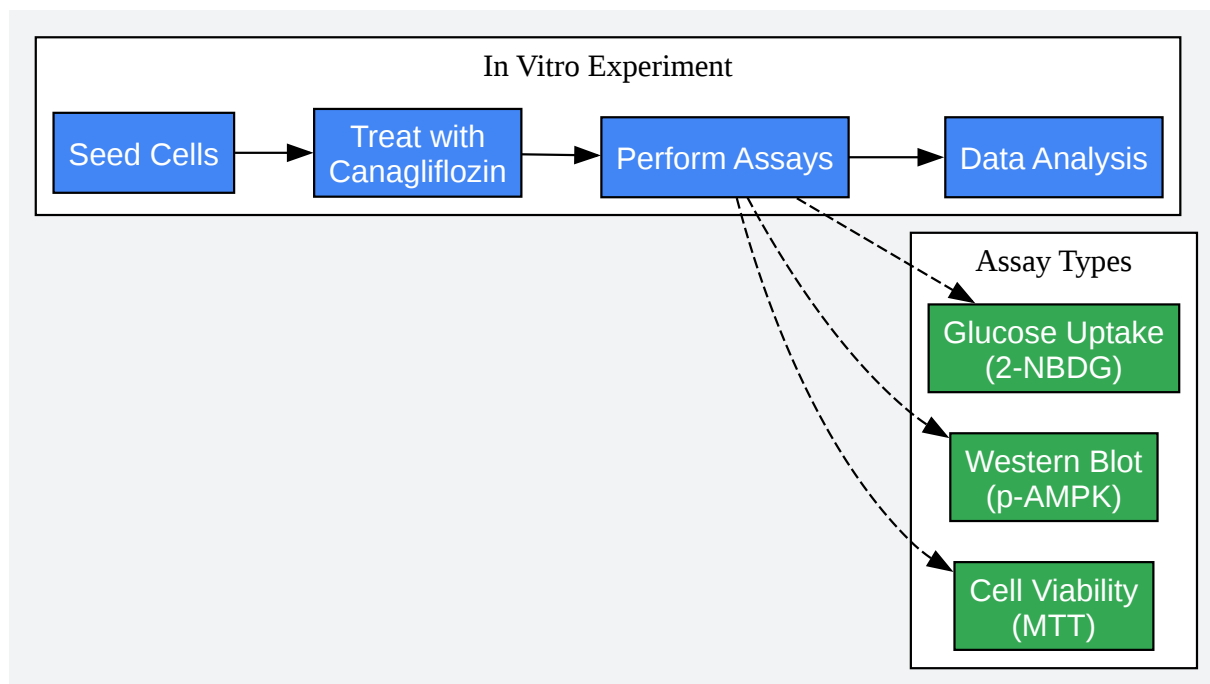 In Vitro Experiment
Seed Cells
Treat with
Canagliflozin
Perform Assays
Data Analysis
Assay Types
Glucose Uptake
(2-NBDG)
Western Blot
(p-AMPK)
Cell Viability
(MTT)